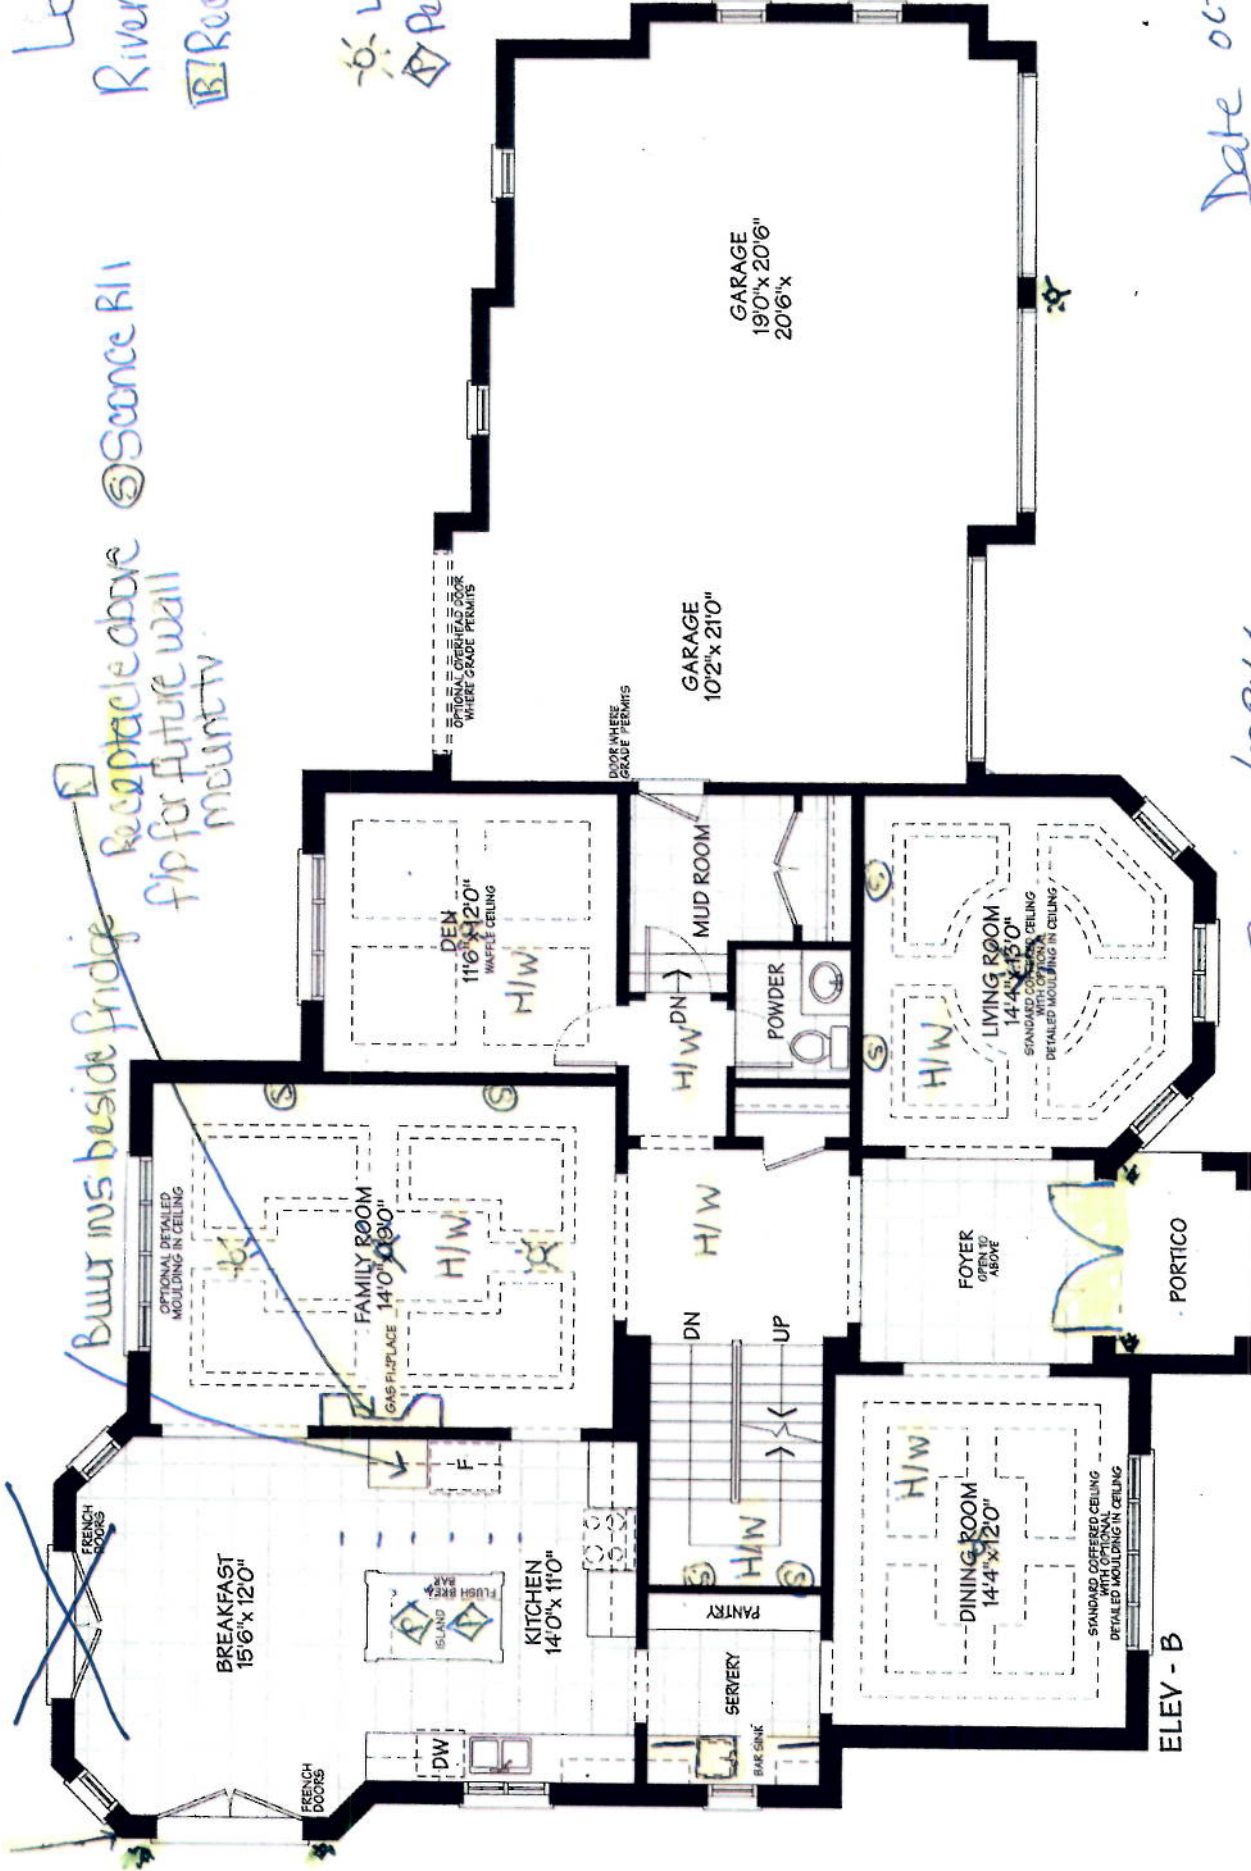 River
R Rec
Built ins beside fridge
R
Receptacle above
f/p for future wall
mount tv
S Sconce R/I
P
Date oct
FRENCH
DOORS
BREAKFAST
15'6"x 12'0"
FRENCH
DOORS
OPTIONAL DETAILED
MOULDING IN CEILING
FAMILY ROOM
14'0" x 19'0"
H/W
GAS FIREPLACE
S
S
F
DW
FLUSH BREAKFAST
BAR
ISLAND
P
P
KITCHEN
14'0"x 11'0"
DEN
11'6"x 12'0"
WAFFLE CEILING
H/W
OPTIONAL OVERHEAD DOOR
WHERE GRADE PERMITS
DOOR WHERE
GRADE PERMITS
GARAGE
10'2"x 21'0"
GARAGE
19'0"x 20'6"
20'6"x
MUD ROOM
DN
H/W
POWDER
H/W
DN
UP
S
S
H/W
PANTRY
SERVERY
BAR SINK
LIVING ROOM
14'4"x 13'0"
STANDARD COFFERED CEILING
WITH OPTIONAL
DETAILED MOULDING IN CEILING
H/W
S
S
FOYER
OPEN TO
ABOVE
PORTICO
DINING ROOM
14'4"x 12'0"
H/W
STANDARD COFFERED CEILING
WITH OPTIONAL
DETAILED MOULDING IN CEILING
ELEV - B